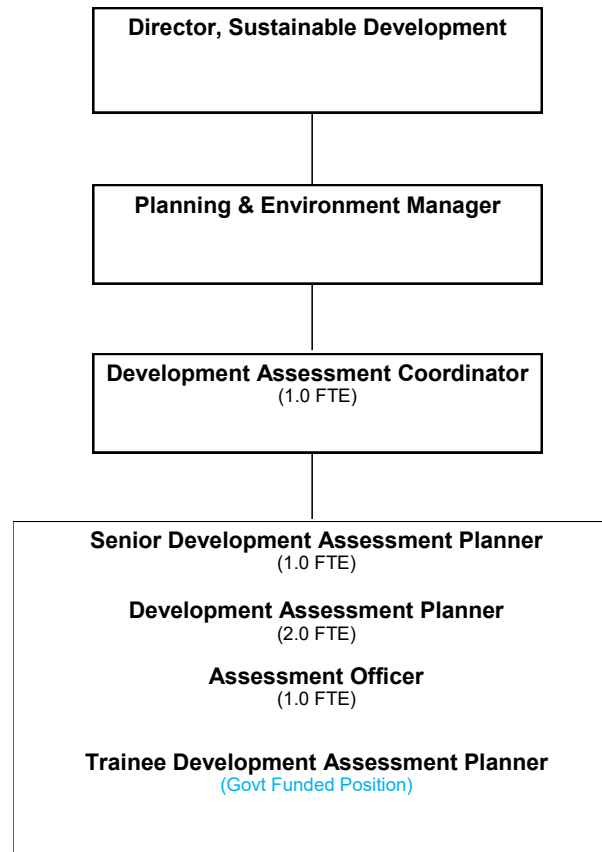 Director, Sustainable Development
Planning & Environment Manager
Development Assessment Coordinator
(1.0 FTE)
Senior Development Assessment Planner
(1.0 FTE)
Development Assessment Planner
(2.0 FTE)
Assessment Officer
(1.0 FTE)
Trainee Development Assessment Planner
(Govt Funded Position)